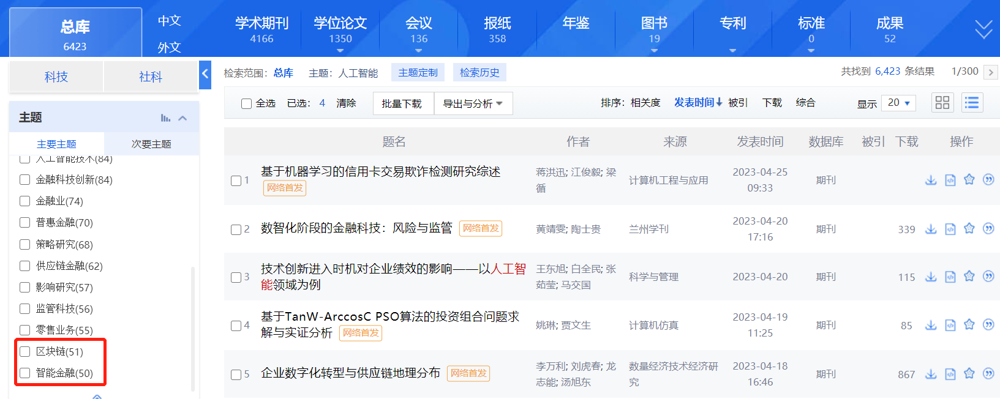 总库
6423
中文
外文
学术期刊
4166
学位论文
1350
会议
136
报纸
358
年鉴
图书
19
专利
标准
0
成果
52
科技
社科
检索范围：总库 主题：人工智能 主题定制 检索历史
共找到 6,423 条结果 1/300
全选 已选：4 清除 批量下载 导出与分析
排序：相关度 发表时间↓ 被引 下载 综合 显示 20
主题
主要主题 次要主题
人工智能技术(84)
金融科技创新(84)
金融业(74)
普惠金融(70)
策略研究(68)
供应链金融(62)
影响研究(57)
监管科技(56)
零售业务(55)
区块链(51)
智能金融(50)
题名 作者 来源 发表时间 数据库 被引 下载 操作
1 基于机器学习的信用卡交易欺诈检测研究综述
网络首发
蒋洪迅; 江俊毅; 梁
循
计算机工程与应用
2023-04-25
09:33
期刊
2 数智化阶段的金融科技：风险与监管 网络首发
黄靖雯; 陶士贵
兰州学刊
2023-04-20
17:16
期刊
339
3 技术创新进入时机对企业绩效的影响——以人工智
能领域为例
王东旭; 白全民; 张
茹莹; 马交国
科学与管理
2023-04-20
期刊
115
4 基于TanW-ArccosC PSO算法的投资组合问题求
解与实证分析 网络首发
姚琳; 贾文生
计算机仿真
2023-04-19
11:25
期刊
85
5 企业数字化转型与供应链地理分布 网络首发
李万利; 刘虎春; 龙
志能; 汤旭东
数量经济技术经济研
究
2023-04-18
16:46
期刊
867